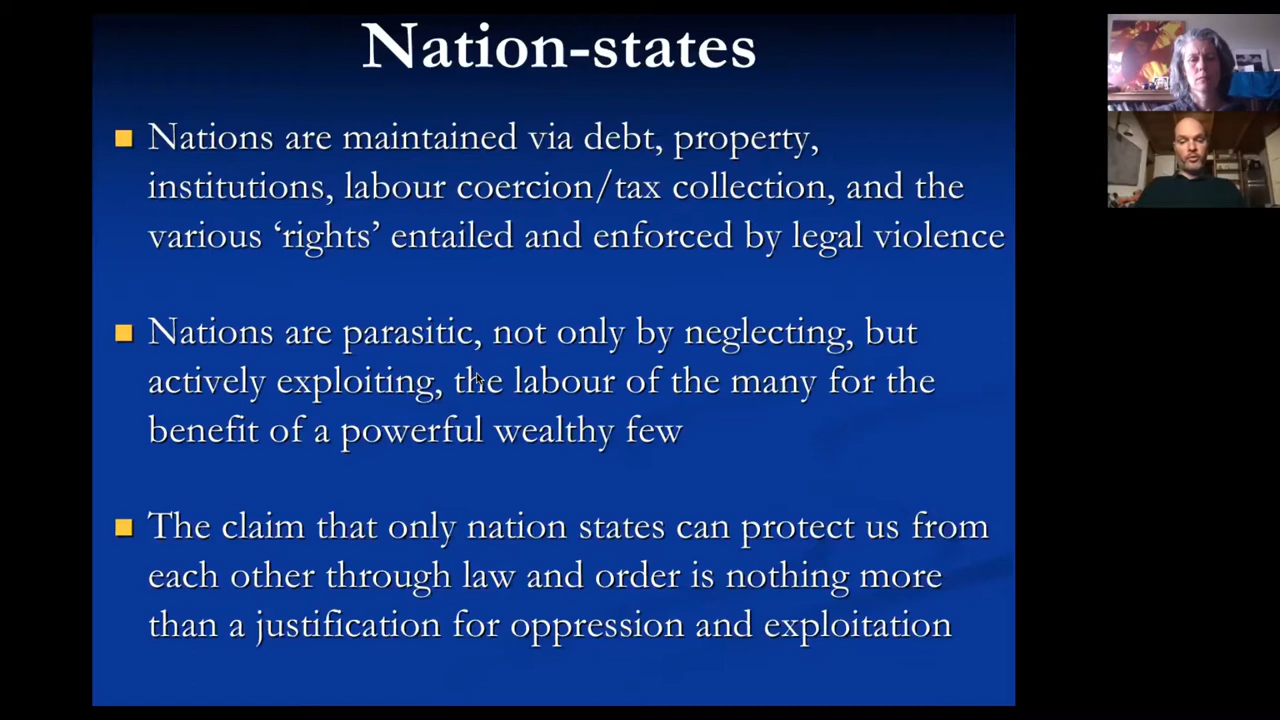 Nation-states
Nations are maintained via debt, property,
institutions, labour coercion/tax collection, and the
various ‘rights’ entailed and enforced by legal violence
Nations are parasitic, not only by neglecting, but
actively exploiting, the labour of the many for the
benefit of a powerful wealthy few
The claim that only nation states can protect us from
each other through law and order is nothing more
than a justification for oppression and exploitation